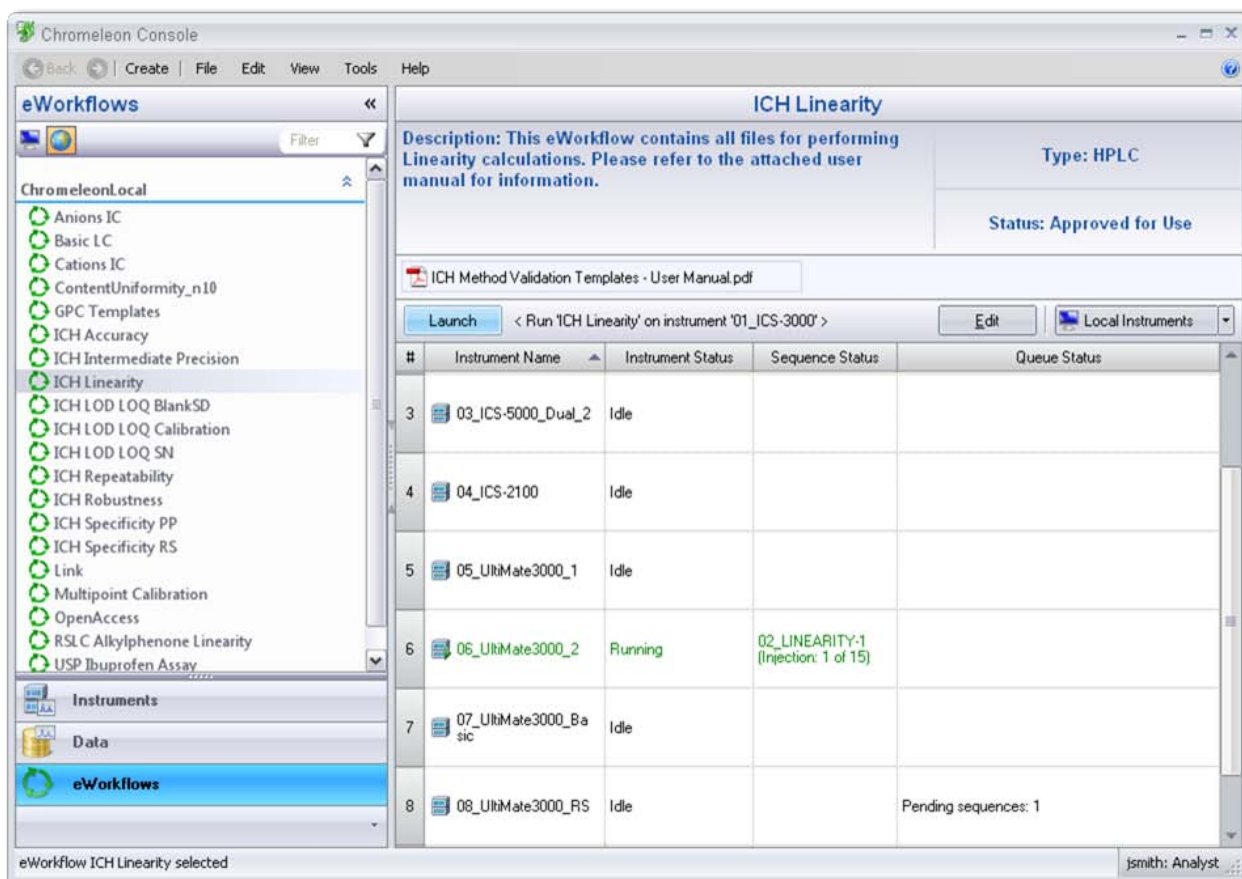 Chromeleon Console
Back | Create | File Edit View Tools Help
eWorkflows «
Filter
ChromeleonLocal
Anions IC
Basic LC
Cations IC
ContentUniformity_n10
GPC Templates
ICH Accuracy
ICH Intermediate Precision
ICH Linearity
ICH LOD LOQ BlankSD
ICH LOD LOQ Calibration
ICH LOD LOQ SN
ICH Repeatability
ICH Robustness
ICH Specificity PP
ICH Specificity RS
Link
Multipoint Calibration
OpenAccess
RSLC Alkylphenone Linearity
USP Ibuprofen Assay
Instruments
Data
eWorkflows
ICH Linearity
Description: This eWorkflow contains all files for performing
Linearity calculations. Please refer to the attached user
manual for information.
Type: HPLC
Status: Approved for Use
ICH Method Validation Templates - User Manual.pdf
Launch < Run 'ICH Linearity' on instrument '01_ICS-3000' > Edit Local Instruments
# Instrument Name Instrument Status Sequence Status Queue Status
3 03_ICS-5000_Dual_2 Idle
4 04_ICS-2100 Idle
5 05_UltiMate3000_1 Idle
6 06_UltiMate3000_2 Running 02_LINEARITY-1
(Injection: 1 of 15)
7 07_UltiMate3000_Ba
sic Idle
8 08_UltiMate3000_RS Idle Pending sequences: 1
eWorkflow ICH Linearity selected
jsmith: Analyst